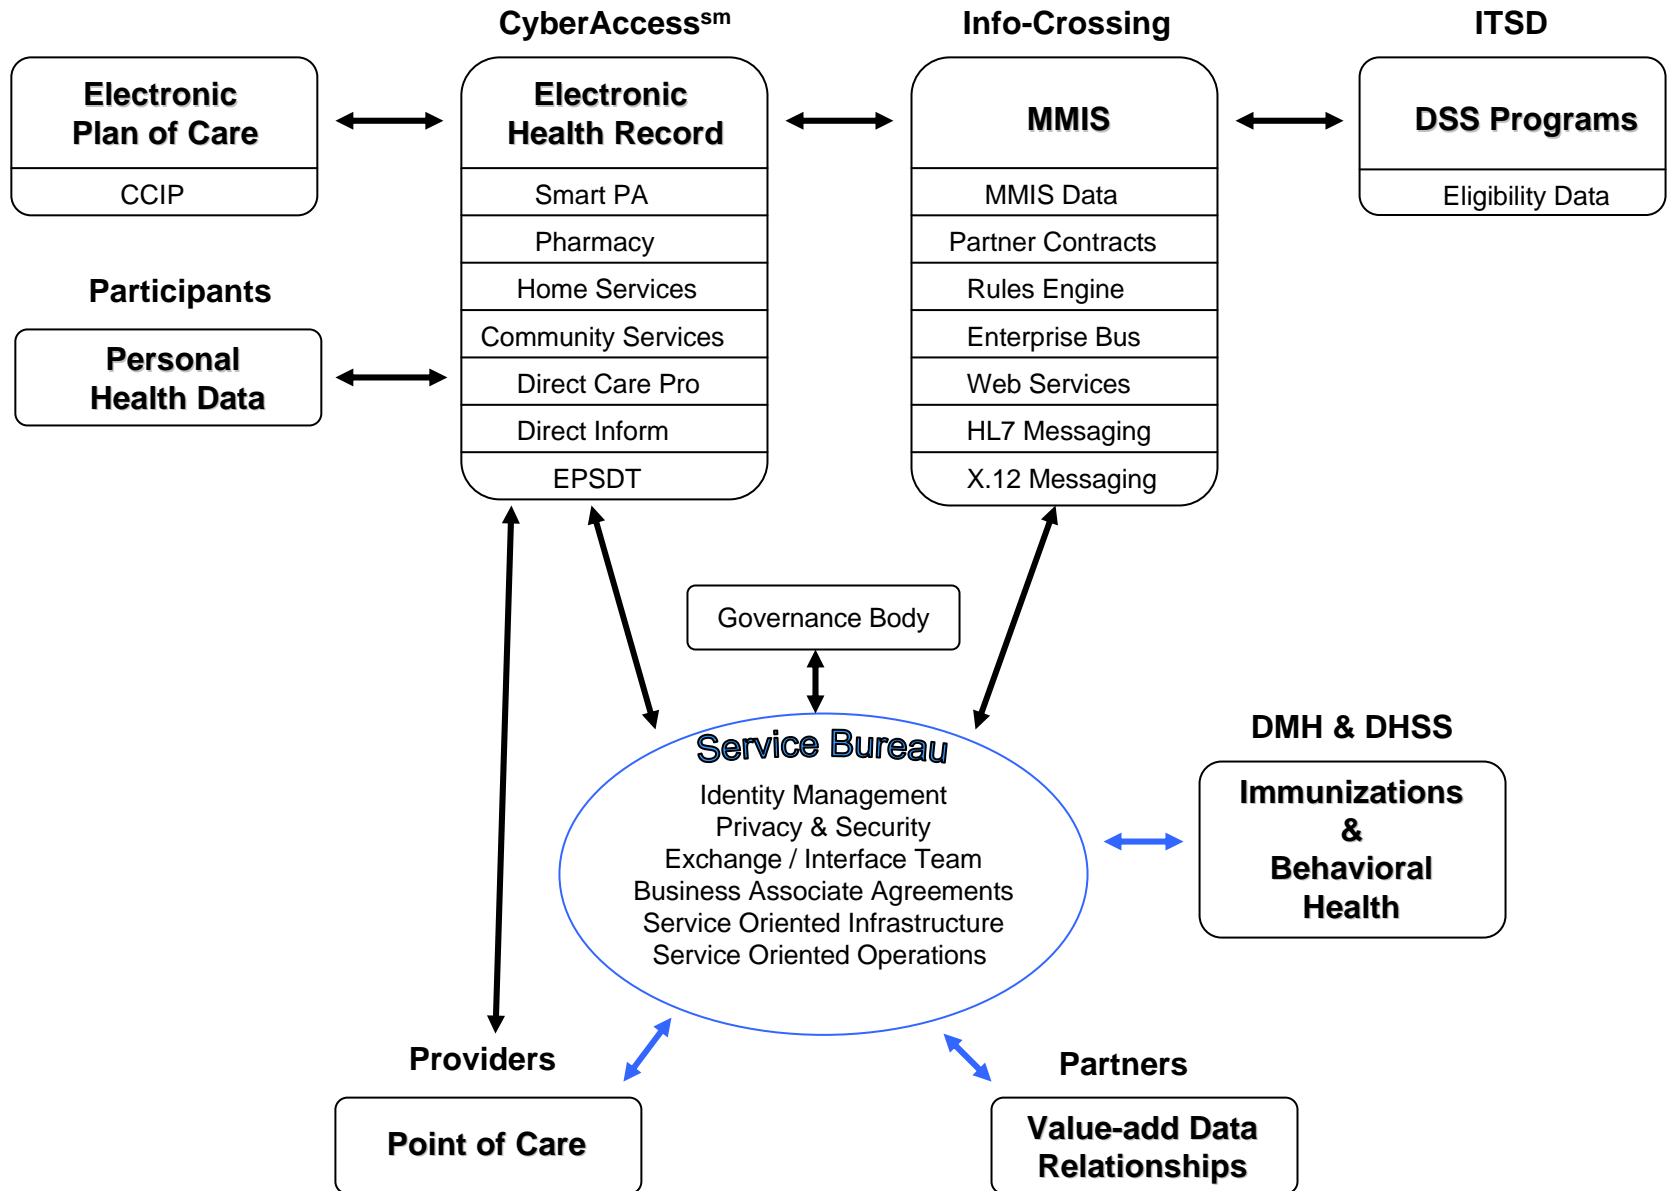 CyberAccess℠
Info-Crossing
ITSD
Electronic
Plan of Care
CCIP
Electronic
Health Record
Smart PA
Pharmacy
Home Services
Community Services
Direct Care Pro
Direct Inform
EPSDT
MMIS
MMIS Data
Partner Contracts
Rules Engine
Enterprise Bus
Web Services
HL7 Messaging
X.12 Messaging
DSS Programs
Eligibility Data
Participants
Personal
Health Data
Governance Body
Service Bureau
Identity Management
Privacy & Security
Exchange / Interface Team
Business Associate Agreements
Service Oriented Infrastructure
Service Oriented Operations
DMH & DHSS
Immunizations
&
Behavioral
Health
Providers
Point of Care
Partners
Value-add Data
Relationships